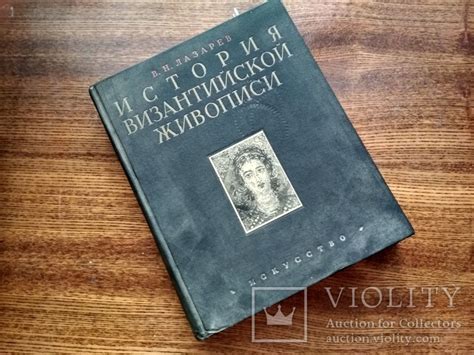 В. Н. ЛАЗАРЕВ
ИСТОРИЯ
ВИЗАНТИЙСКОЙ
ЖИВОПИСИ
ИСКУССТВО
VIOLITY
Auction for Collectors
auction.violity.com